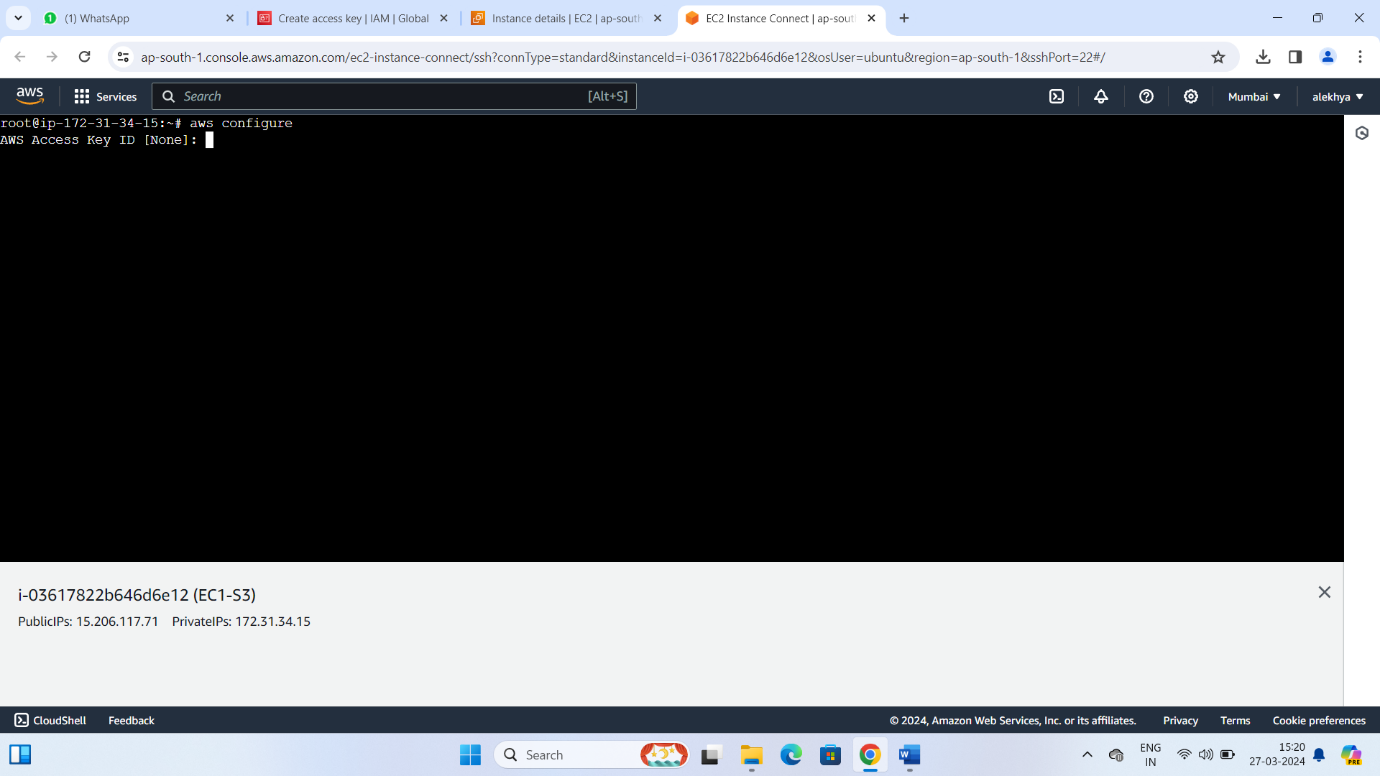 (1) WhatsApp
Create access key | IAM | Global
Instance details | EC2 | ap-south
EC2 Instance Connect | ap-sout
ap-south-1.console.aws.amazon.com/ec2-instance-connect/ssh?connType=standard&instanceId=i-03617822b646d6e12&osUser=ubuntu&region=ap-south-1&sshPort=22#/
aws
Services
Search
[Alt+S]
Mumbai
alekhya
root@ip-172-31-34-15:~# aws configure
AWS Access Key ID [None]:
i-03617822b646d6e12 (EC1-S3)
PublicIPs: 15.206.117.71 PrivateIPs: 172.31.34.15
CloudShell
Feedback
© 2024, Amazon Web Services, Inc. or its affiliates.
Privacy
Terms
Cookie preferences
Search
ENG
IN
15:20
27-03-2024
PRE